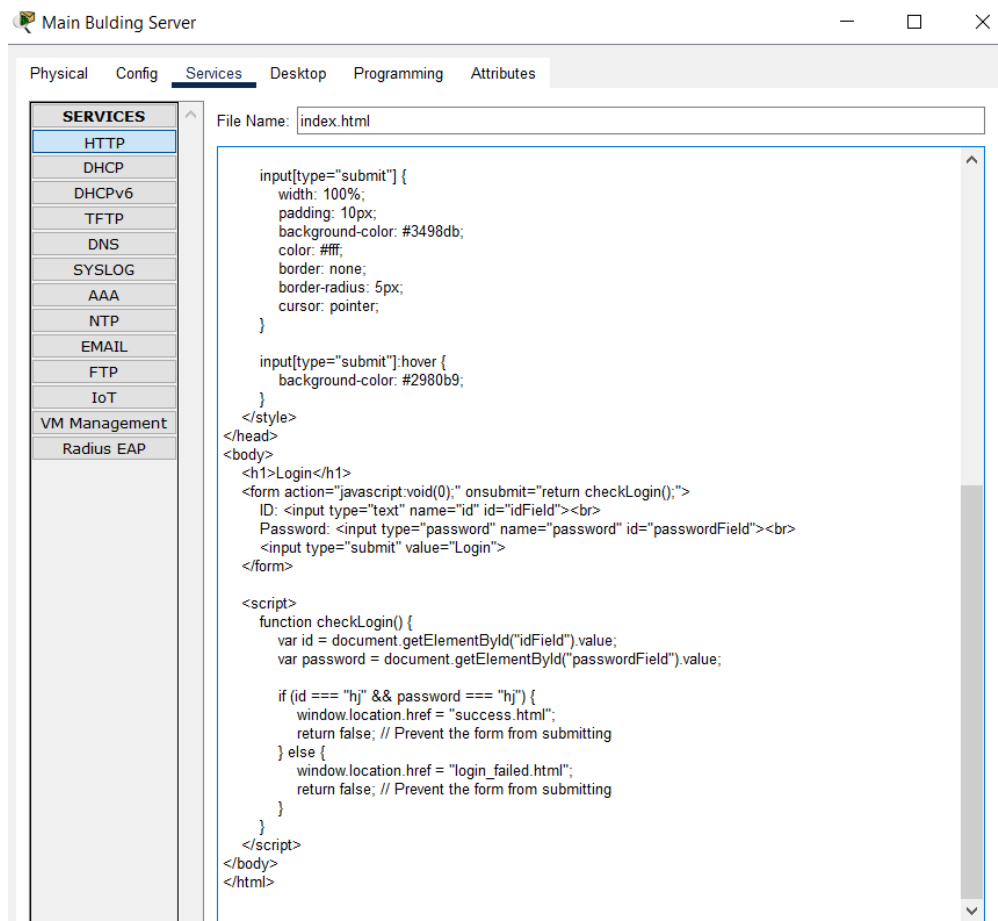 Main Bulding Server
Physical Config Services Desktop Programming Attributes
SERVICES
HTTP
DHCP
DHCPv6
TFTP
DNS
SYSLOG
AAA
NTP
EMAIL
FTP
IoT
VM Management
Radius EAP
File Name: index.html
input[type="submit"] {
width: 100%;
padding: 10px;
background-color: #3498db;
color: #fff;
border: none;
border-radius: 5px;
cursor: pointer;
}
input[type="submit"]:hover {
background-color: #2980b9;
}
</style>
</head>
<body>
<h1>Login</h1>
<form action="javascript:void(0);" onsubmit="return checkLogin();">
ID: <input type="text" name="id" id="idField"><br>
Password: <input type="password" name="password" id="passwordField"><br>
<input type="submit" value="Login">
</form>
<script>
function checkLogin() {
var id = document.getElementById("idField").value;
var password = document.getElementById("passwordField").value;
if (id === "hj" && password === "hj") {
window.location.href = "success.html";
return false; // Prevent the form from submitting
} else {
window.location.href = "login_failed.html";
return false; // Prevent the form from submitting
}
}
</script>
</body>
</html>